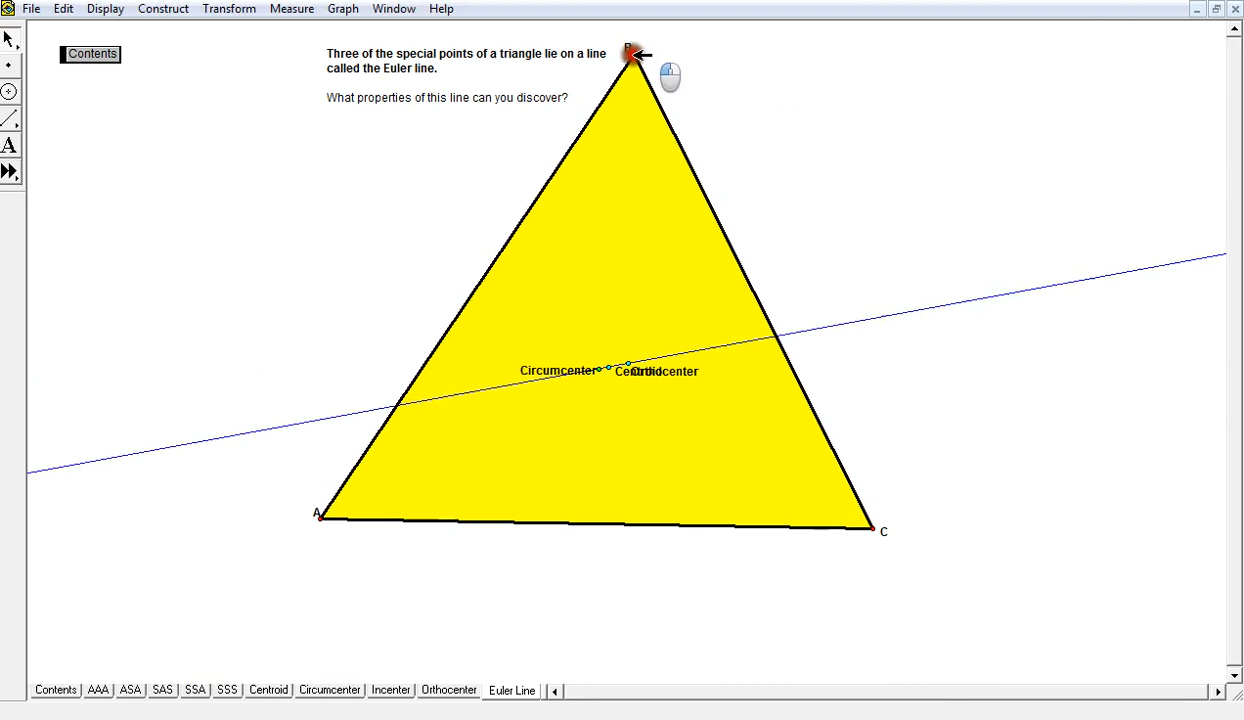 File Edit Display Construct Transform Measure Graph Window Help
Contents
Three of the special points of a triangle lie on a line
called the Euler line.
What properties of this line can you discover?
A
Circumcenter Centroid Orthocenter
A
C
Contents AAA ASA SAS SSA SSS Centroid Circumcenter Incenter Orthocenter Euler Line